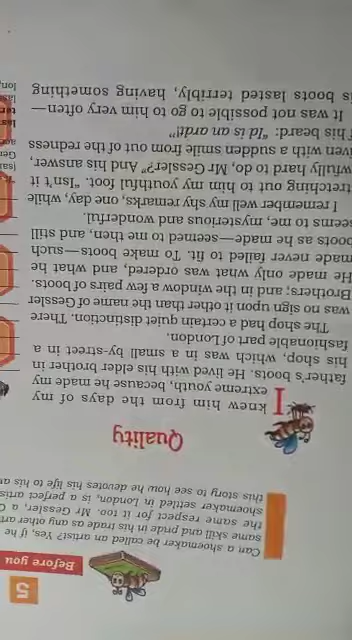 5
Before you
Can a shoemaker be called an artist? Yes, if he
same skill and pride in his trade as any other
the same respect for it too. Mr Gessler, a
shoemaker settled in London, is a perfect
this story to see how he devotes his life to his
Quality
I knew him from the days of my
extreme youth, because he made my
father's boots. He lived with his elder brother in
his shop, which was in a small by-street in a
fashionable part of London.
The shop had a certain quiet distinction. There
was no sign upon it other than the name of Gessler
Brothers; and in the window a few pairs of boots.
He made only what was ordered, and what he
made never failed to fit. To make boots—such
boots as he made—seemed to me then, and still
seems to me, mysterious and wonderful.
I remember well my shy remarks, one day, while
tretching out to him my youthful foot. "Isn't it
wfully hard to do, Mr Gessler?" And his answer,
iven with a sudden smile from out of the redness
f his beard: "Id is an ardt!"
It was not possible to go to him very often—
is boots lasted terribly, having something